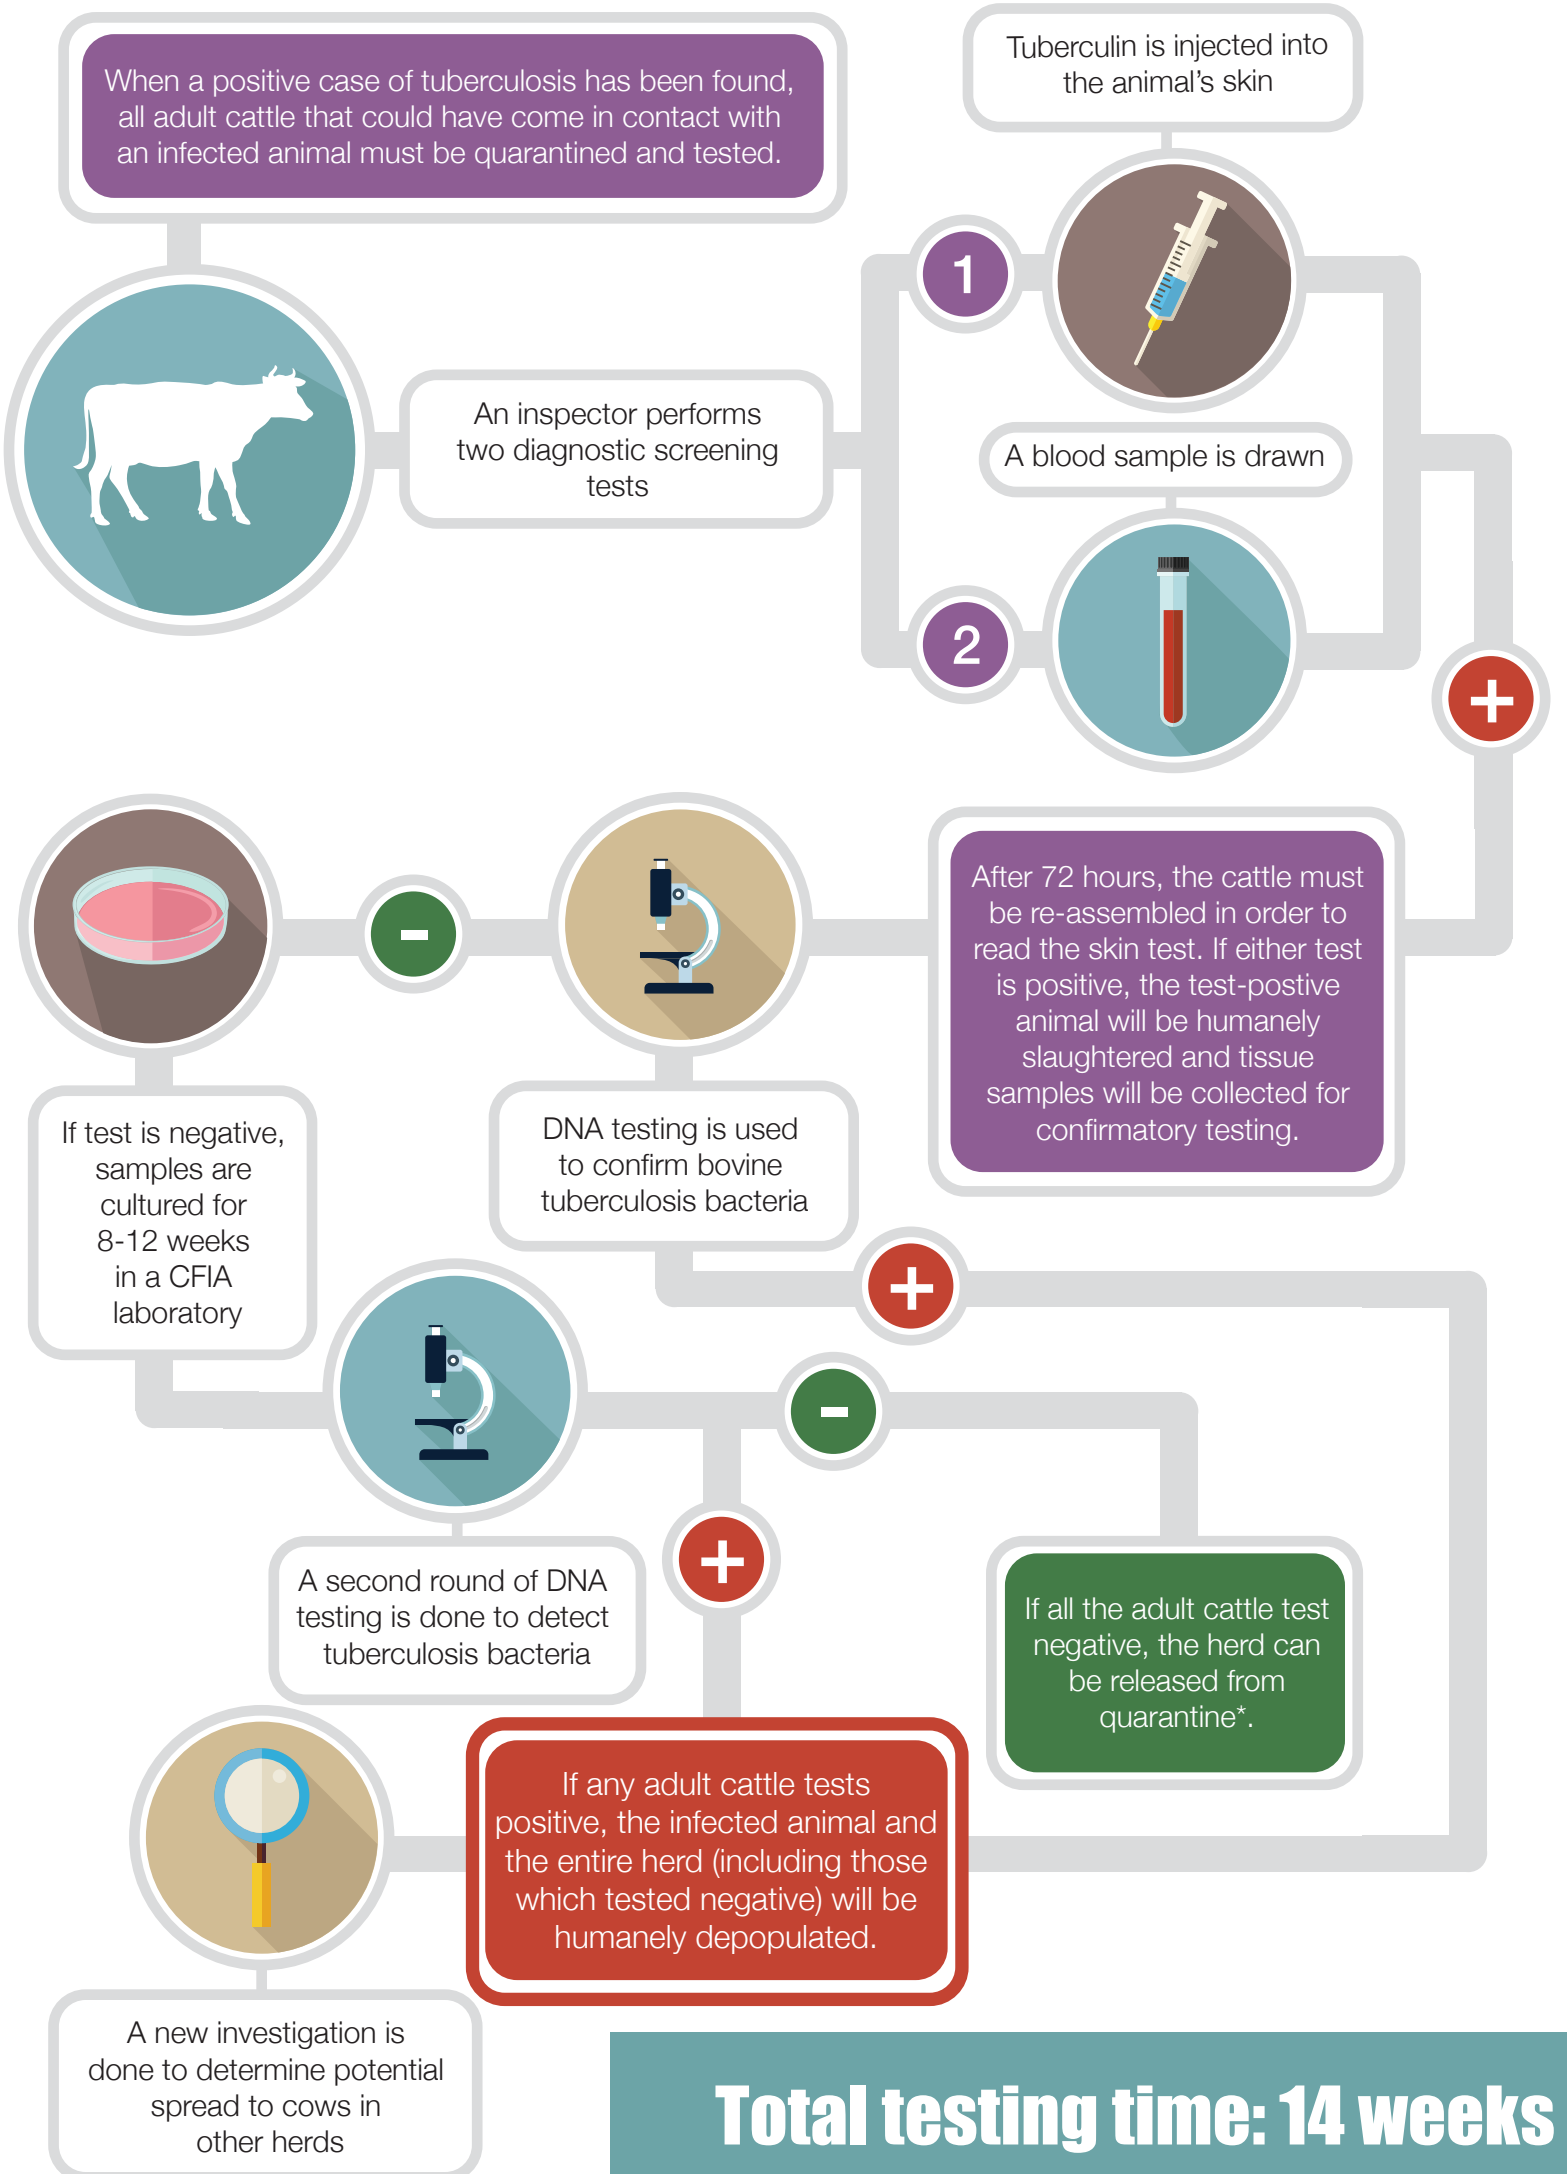 When a positive case of tuberculosis has been found,
all adult cattle that could have come in contact with
an infected animal must be quarantined and tested.
An inspector performs
two diagnostic screening
tests
1
Tuberculin is injected into
the animal's skin
2
A blood sample is drawn
+
After 72 hours, the cattle must
be re-assembled in order to
read the skin test. If either test
is positive, the test-postive
animal will be humanely
slaughtered and tissue
samples will be collected for
confirmatory testing.
DNA testing is used
to confirm bovine
tuberculosis bacteria
-
If test is negative,
samples are
cultured for
8-12 weeks
in a CFIA
laboratory
+
A second round of DNA
testing is done to detect
tuberculosis bacteria
-
If all the adult cattle test
negative, the herd can
be released from
quarantine*.
+
If any adult cattle tests
positive, the infected animal and
the entire herd (including those
which tested negative) will be
humanely depopulated.
A new investigation is
done to determine potential
spread to cows in
other herds
Total testing time: 14 weeks